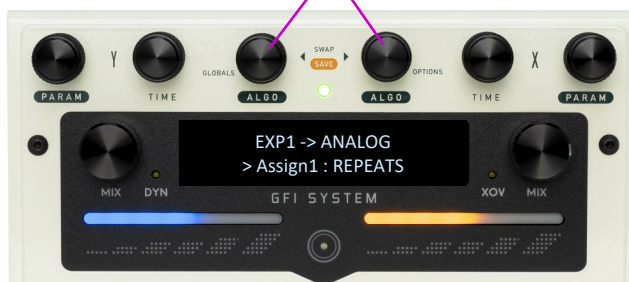 Y
SWAP
SAVE
X
GLOBALS
OPTIONS
PARAM
TIME
ALGO
ALGO
TIME
PARAM
EXP1 -> ANALOG
> Assign1 : REPEATS
MIX
DYN
XOV
MIX
GFI SYSTEM